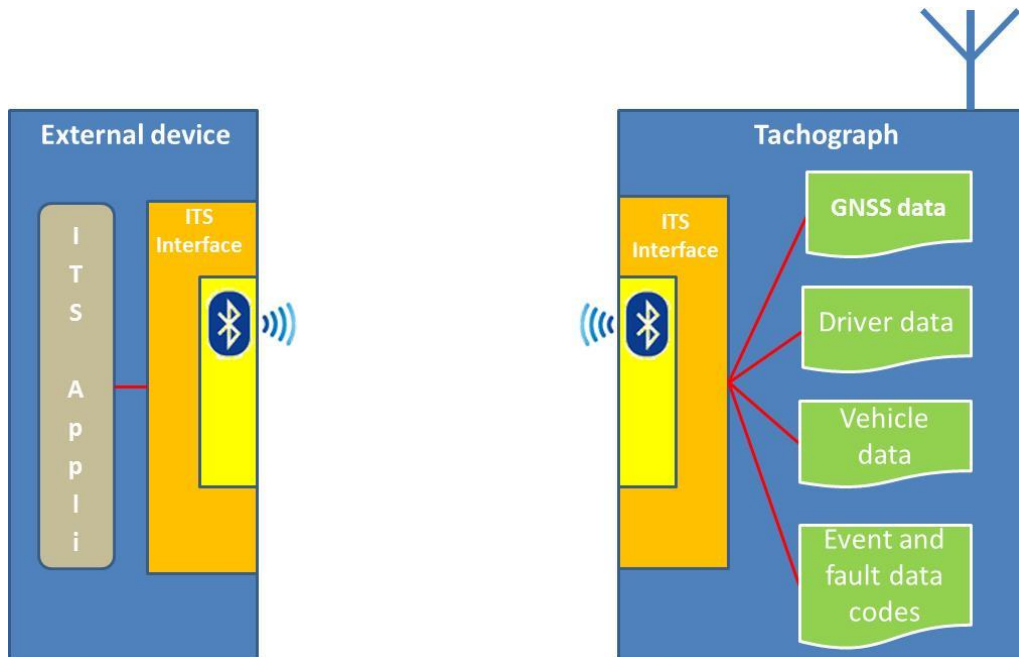 External device
I
T
S
A
p
p
l
i
ITS
Interface
Tachograph
ITS
Interface
GNSS data
Driver data
Vehicle
data
Event and
fault data
codes